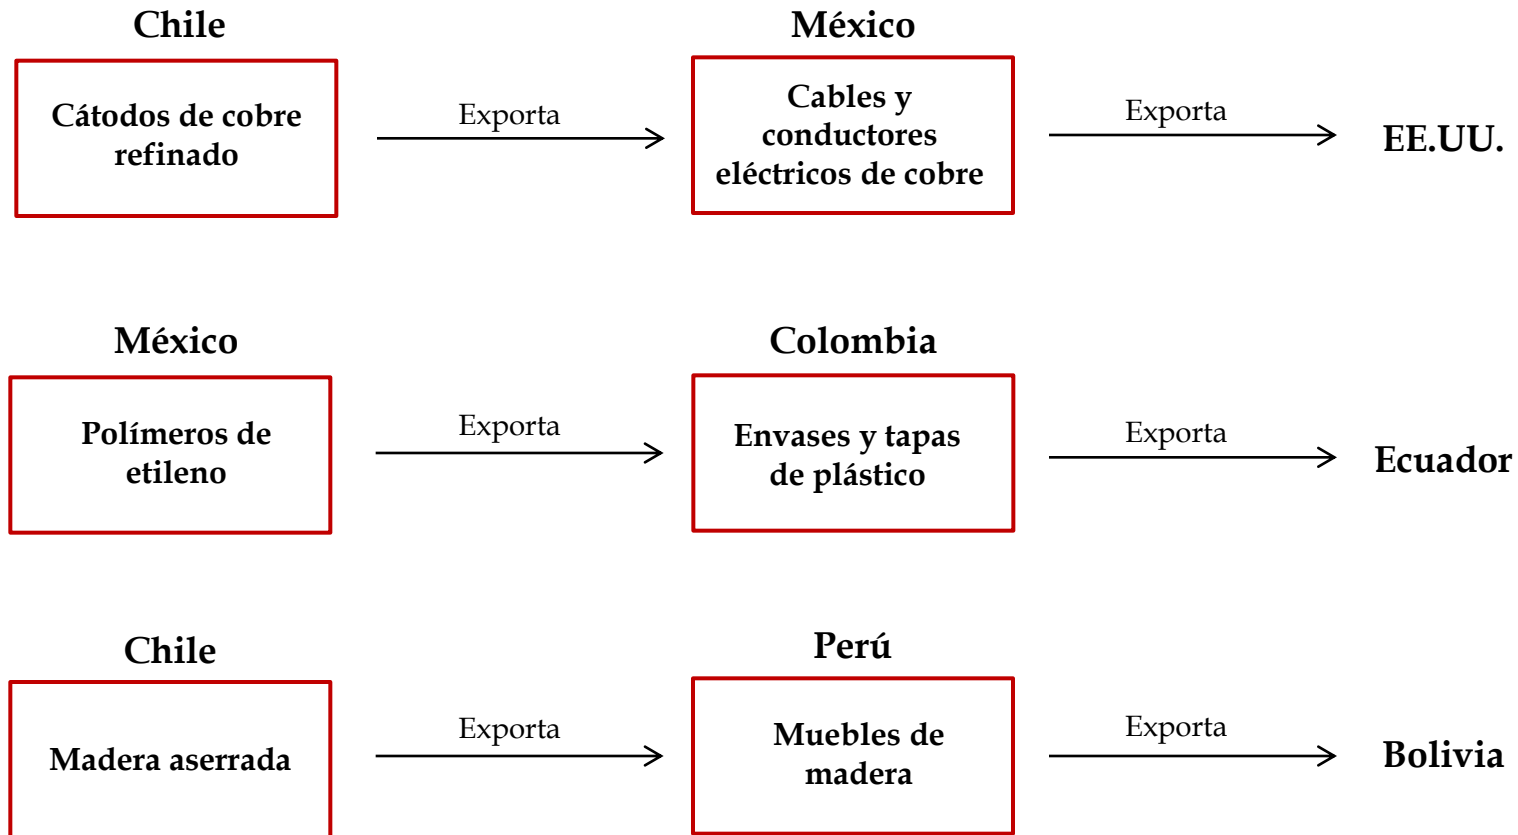 Chile
México
Cátodos de cobre
refinado
Exporta
Cables y
conductores
eléctricos de cobre
Exporta
EE.UU.
México
Colombia
Polímeros de
etileno
Exporta
Envases y tapas
de plástico
Exporta
Ecuador
Chile
Perú
Madera aserrada
Exporta
Muebles de
madera
Exporta
Bolivia